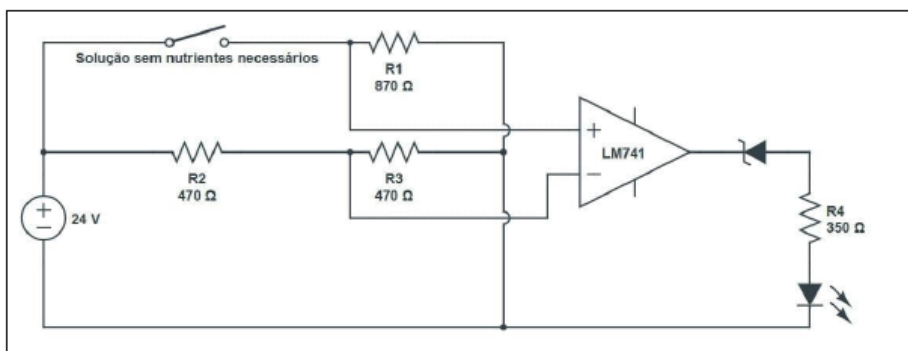 Solução sem nutrientes necessários
R1
870 Ω
+
LM741
−
R2
470 Ω
R3
470 Ω
+
−
24 V
R4
350 Ω